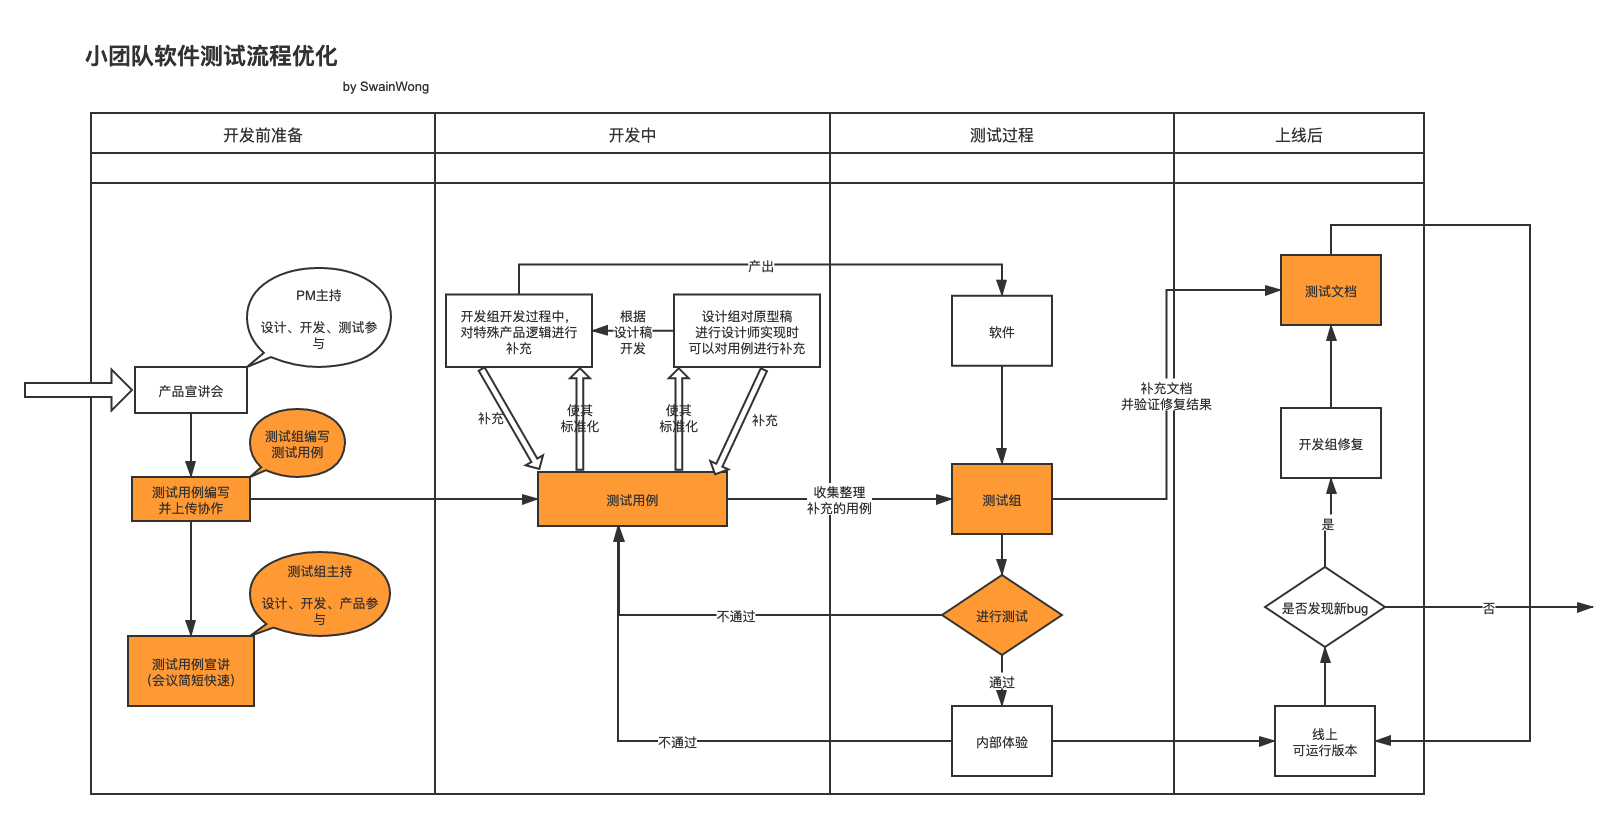 小团队软件测试流程优化
by SwainWong
开发前准备
开发中
测试过程
上线后
PM主持
设计、开发、测试参
与
产品宣讲会
测试组编写
测试用例
测试用例编写
并上传协作
测试组主持
设计、开发、产品参
与
测试用例宣讲
(会议简短快速)
产出
开发组开发过程中，
对特殊产品逻辑进行
补充
根据
设计稿
开发
设计组对原型稿
进行设计师实现时
可以对用例进行补充
补充
使其
标准化
使其
标准化
补充
测试用例
收集整理
补充的用例
不通过
不通过
软件
测试组
进行测试
通过
内部体验
补充文档
并验证修复结果
测试文档
开发组修复
是
是否发现新bug
否
线上
可运行版本